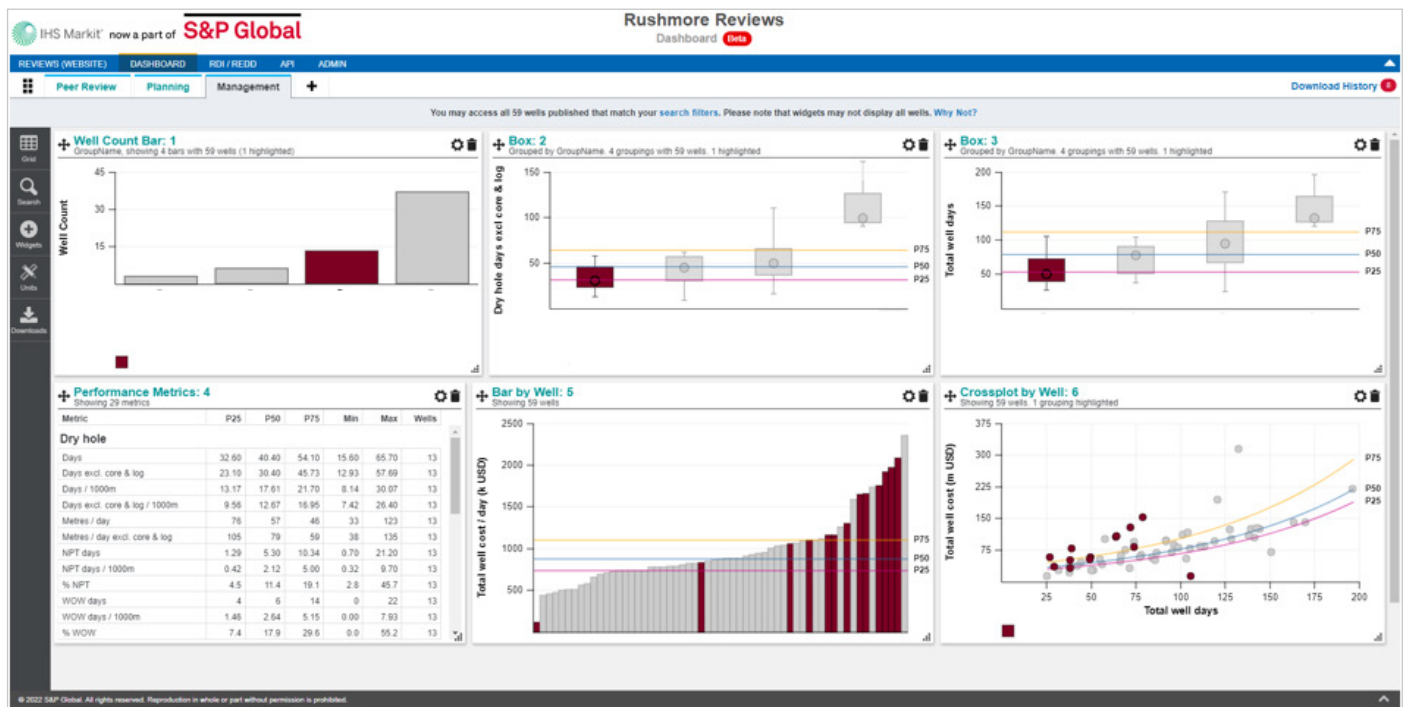 IHS Markit® now a part of S&P Global
Rushmore Reviews
Dashboard Beta
REVIEWS (WEBSITE) DASHBOARD RDI / REDD API ADMIN
Peer Review Planning Management + Download History 0
You may access all 59 wells published that match your search filters. Please note that widgets may not display all wells. Why Not?
Grid
Search
Widgets
Units
Downloads
Well Count Bar: 1
GroupName, showing 4 bars with 59 wells (1 highlighted)
Well Count
45
30
15
Box: 2
Grouped by GroupName. 4 groupings with 59 wells. 1 highlighted
Dry hole days excl core & log
150
100
50
P75
P50
P25
Box: 3
Grouped by GroupName. 4 groupings with 59 wells. 1 highlighted
Total well days
200
150
100
50
P75
P50
P25
Performance Metrics: 4
Showing 29 metrics
Metric P25 P50 P75 Min Max Wells
Dry hole
Days 32.60 40.40 54.10 15.60 65.70 13
Days excl. core & log 23.10 30.40 45.73 12.93 57.69 13
Days / 1000m 13.17 17.61 21.70 8.14 30.07 13
Days excl. core & log / 1000m 9.56 12.67 16.95 7.42 26.40 13
Metres / day 76 57 46 33 123 13
Metres / day excl. core & log 105 79 59 38 135 13
NPT days 1.29 5.30 10.34 0.70 21.20 13
NPT days / 1000m 0.42 2.12 5.00 0.32 9.70 13
% NPT 4.5 11.4 19.1 2.8 45.7 13
WOW days 4 6 14 0 22 13
WOW days / 1000m 1.46 2.64 5.15 0.00 7.93 13
% WOW 7.4 17.9 29.6 0.0 55.2 13
Bar by Well: 5
Showing 59 wells
Total well cost / day (k USD)
2500
2000
1500
1000
500
P75
P50
P25
Crossplot by Well: 6
Showing 59 wells. 1 grouping highlighted
Total well cost (m USD)
375
300
225
150
75
P75
P50
P25
25 50 75 100 125 150 175 200
Total well days
© 2022 S&P Global. All rights reserved. Reproduction in whole or part without permission is prohibited.